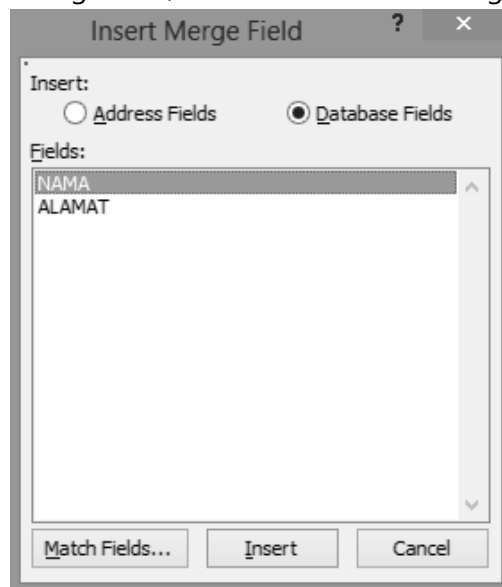 Insert Merge Field ? ×
Insert:
Address Fields Database Fields
Fields:
NAMA
ALAMAT
Match Fields... Insert Cancel